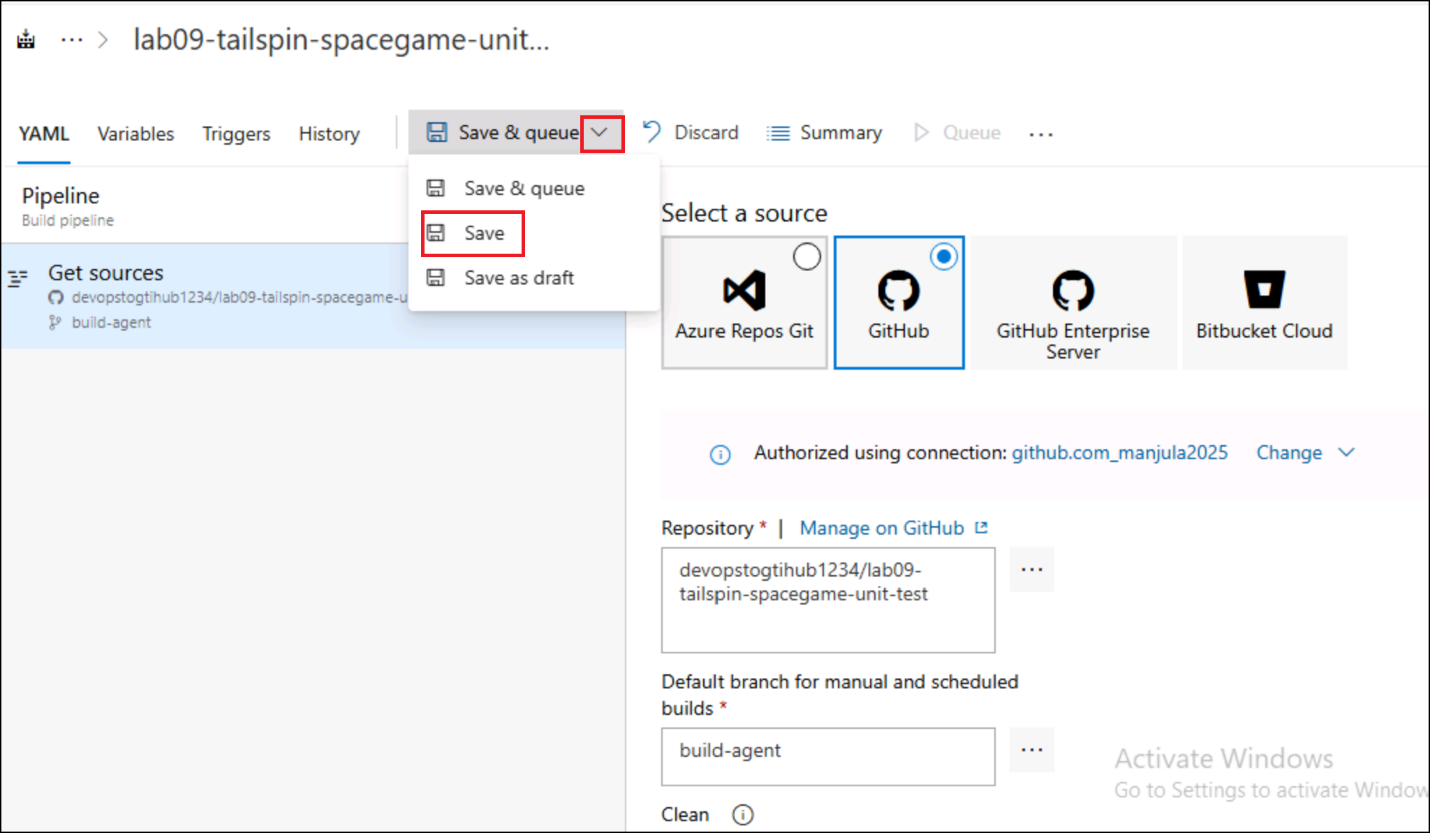 lab09-tailspin-spacegame-unit...
YAML Variables Triggers History Save & queue Discard Summary Queue ...
Pipeline
Build pipeline
Get sources
devopstogtihub1234/lab09-tailspin-spacegame-u
build-agent
Save & queue
Save
Save as draft
Select a source
Azure Repos Git
GitHub
GitHub Enterprise
Server
Bitbucket Cloud
Authorized using connection: github.com_manjula2025 Change
Repository * | Manage on GitHub
devopstogtihub1234/lab09-
tailspin-spacegame-unit-test
Default branch for manual and scheduled
builds *
build-agent
Clean
Activate Windows
Go to Settings to activate Window